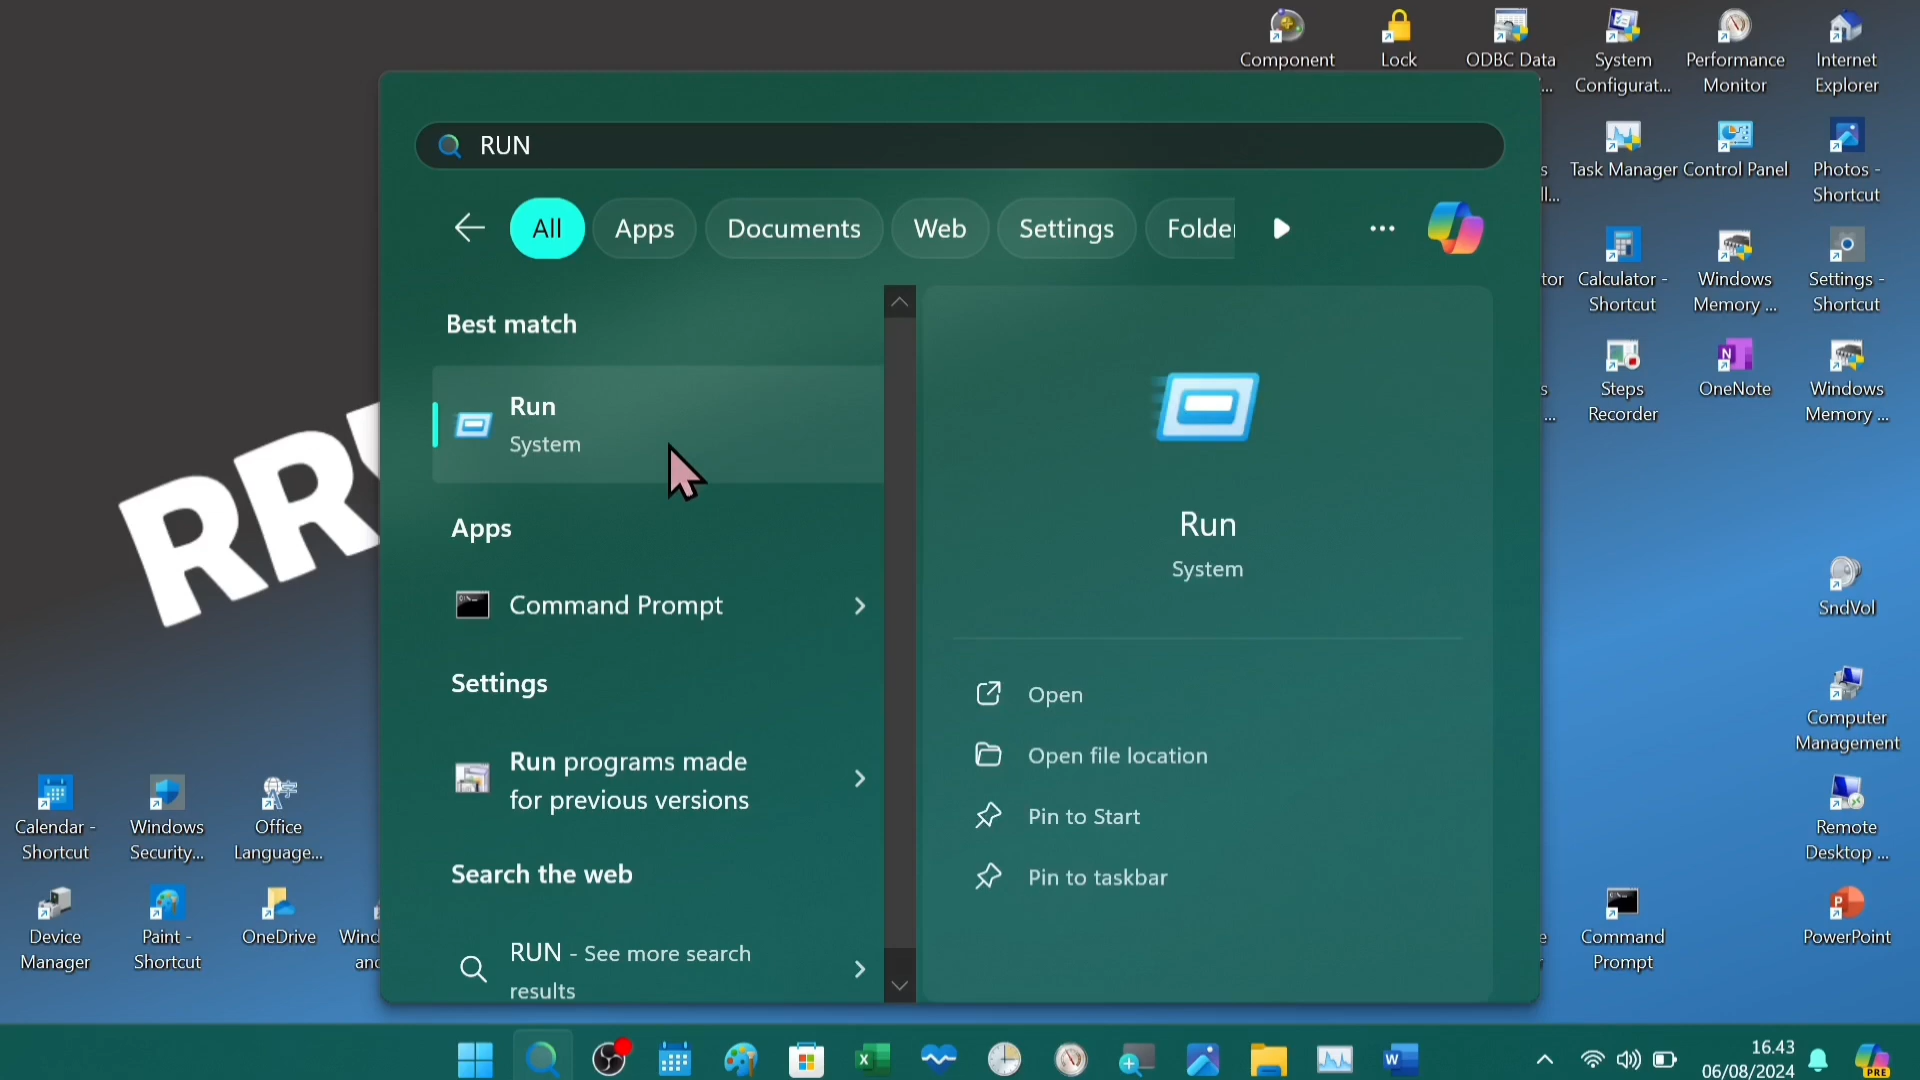 Component
Lock
ODBC Data
...
System
Configurat...
Performance
Monitor
Internet
Explorer
RUN
All
Apps
Documents
Web
Settings
Folder
Task Manager
Control Panel
Photos -
Shortcut
Best match
Run
System
Apps
Command Prompt
Settings
Run programs made
for previous versions
Search the web
RUN - See more search
results
Run
System
Open
Open file location
Pin to Start
Pin to taskbar
Calculator -
Shortcut
Windows
Memory ...
Settings -
Shortcut
Steps
Recorder
OneNote
Windows
Memory ...
SndVol
Computer
Management
Remote
Desktop ...
Command
Prompt
PowerPoint
Calendar -
Shortcut
Windows
Security...
Office
Language...
Device
Manager
Paint -
Shortcut
OneDrive
16.43
06/08/2024
PRE